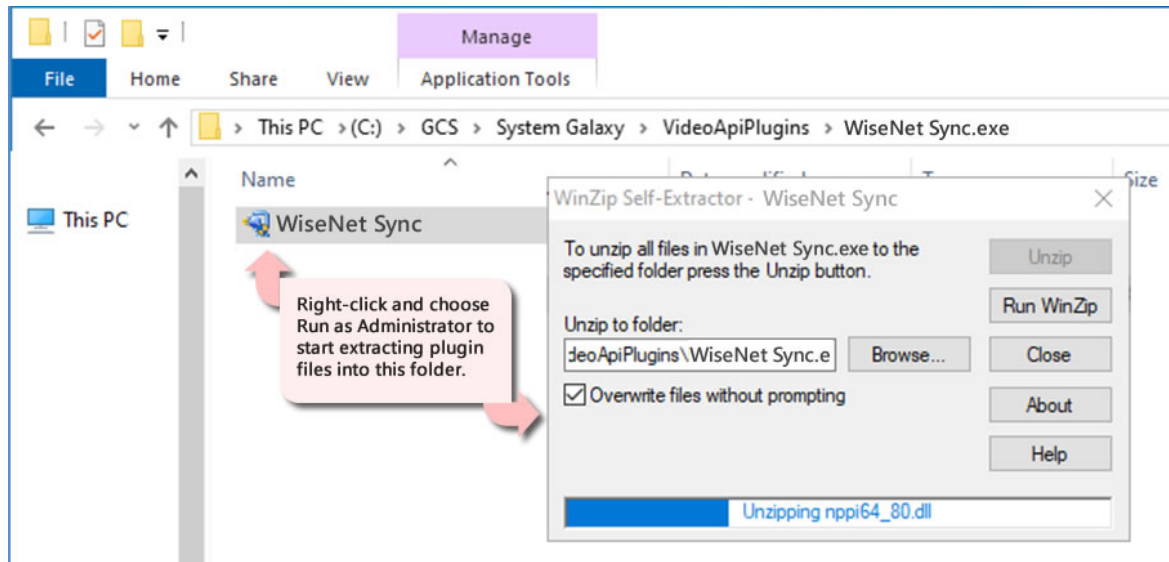 Manage
File Home Share View Application Tools
This PC > (C:) > GCS > System Galaxy > VideoApiPlugins > WiseNet Sync.exe
Name Size
This PC
WiseNet Sync
Right-click and choose
Run as Administrator to
start extracting plugin
files into this folder.
WinZip Self-Extractor - WiseNet Sync
To unzip all files in WiseNet Sync.exe to the
specified folder press the Unzip button.
Unzip to folder:
deoApiPlugins\WiseNet Sync.e
Overwrite files without prompting
Unzip
Run WinZip
Browse... Close
About
Help
Unzipping nppi64_80.dll